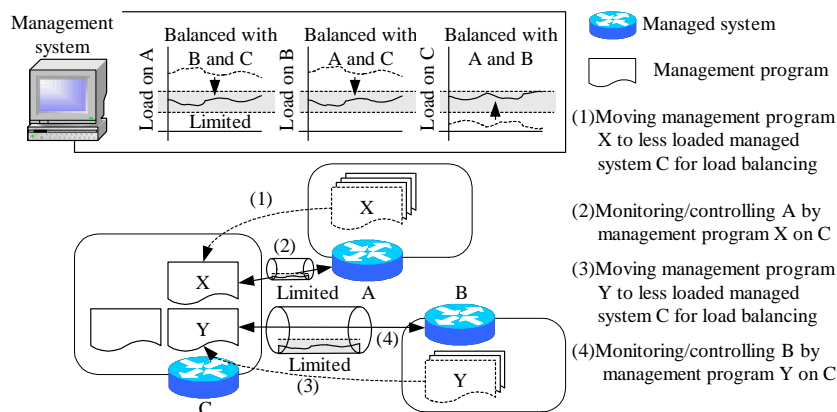 Management
system
Load on A
Balanced with
B and C
Limited
Load on B
Balanced with
A and C
Load on C
Balanced with
A and B
Managed system
Management program
(1)Moving management program
X to less loaded managed
system C for load balancing
(2)Monitoring/controlling A by
management program X on C
(3)Moving management program
Y to less loaded managed
system C for load balancing
(4)Monitoring/controlling B by
management program Y on C
(1)
X
(2)
X
Limited
A
B
Y
(4)
Limited
(3)
Y
C